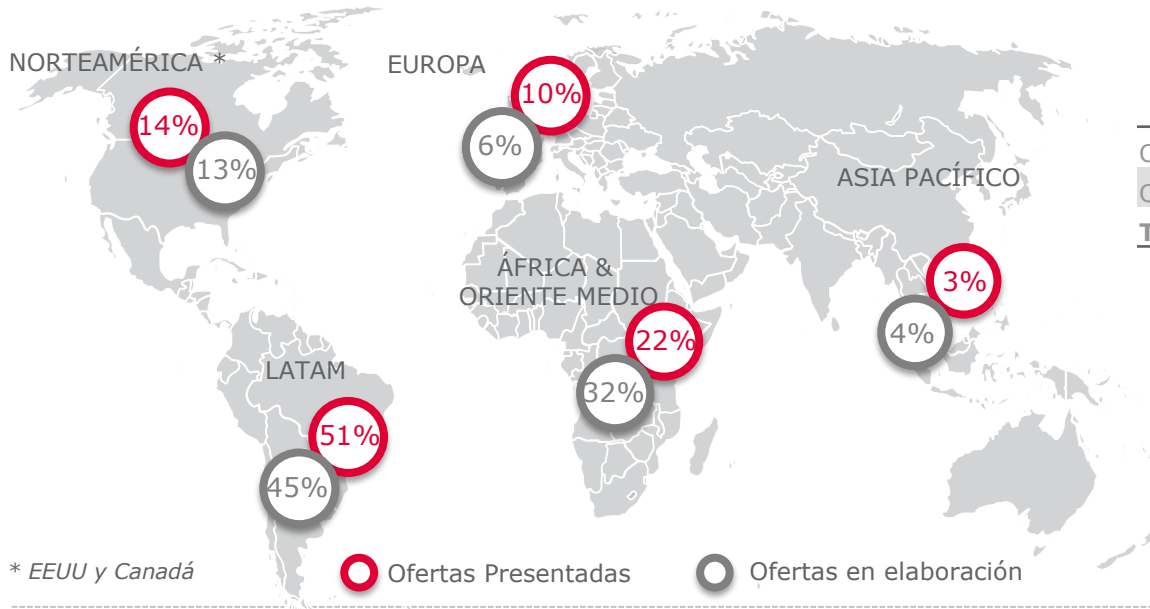 NORTEAMÉRICA *
14%
13%
EUROPA
10%
6%
ASIA PACÍFICO
3%
4%
ÁFRICA &
ORIENTE MEDIO
22%
32%
LATAM
51%
45%
* EEUU y Canadá
Ofertas Presentadas
Ofertas en elaboración